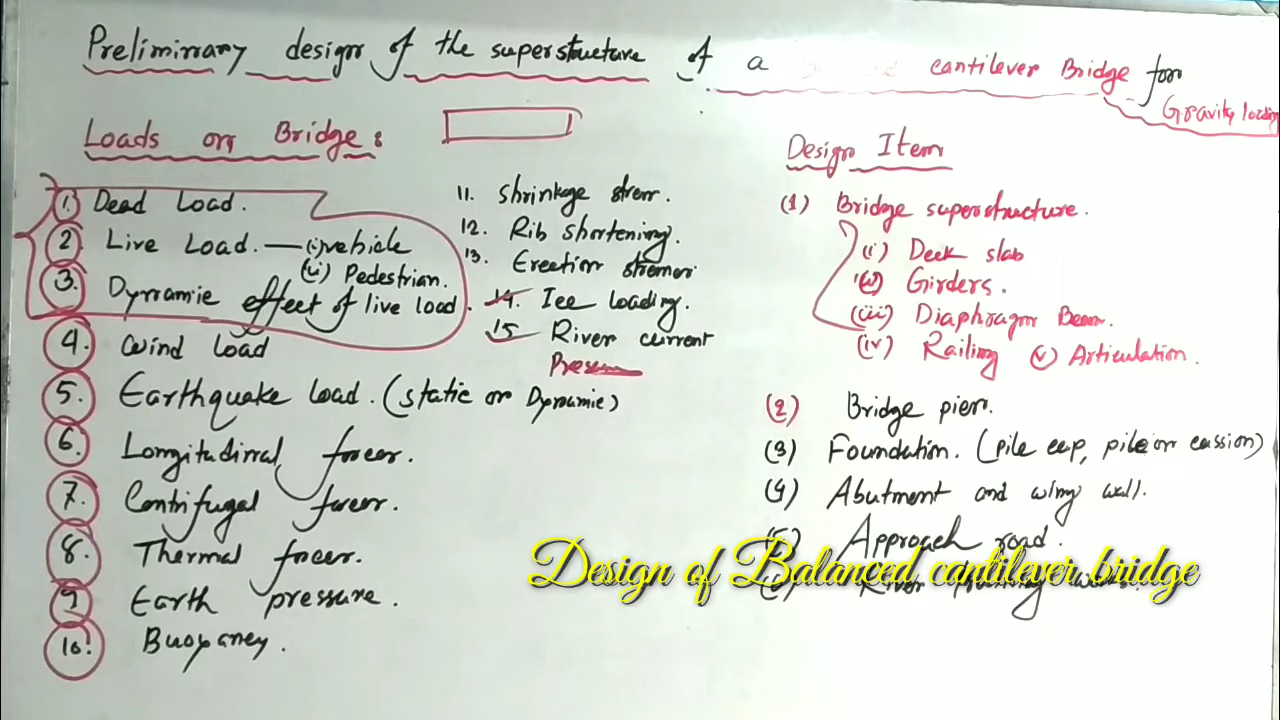 Preliminary design of the superstructure of a cantilever Bridge for
Gravity loading
Loads on Bridge:
1. Dead Load.
2 Live Load. — (i) vehicle
(ii) Pedestrian.
3. Dynamic effect of live load.
4. Wind load
5. Earthquake load. (static or Dynamic)
6. Longitudinal forces.
7. Centrifugal forces.
8. Thermal forces.
9 Earth pressure.
10. Buoyancy.
11. Shrinkage stress.
12. Rib shortening.
13. Erection stresses
14. Ice loading.
15 River current
Design Item
(1) Bridge superstructure.
(i) Deck slab
(ii) Girders.
(iii) Diaphragm Beam.
(iv) Railing (v) Articulation.
(2) Bridge pier.
(3) Foundation. (pile cap, pile or cassion)
(4) Abutment and wing wall.
(5) Approach road.
River
Design of Balanced cantilever bridge